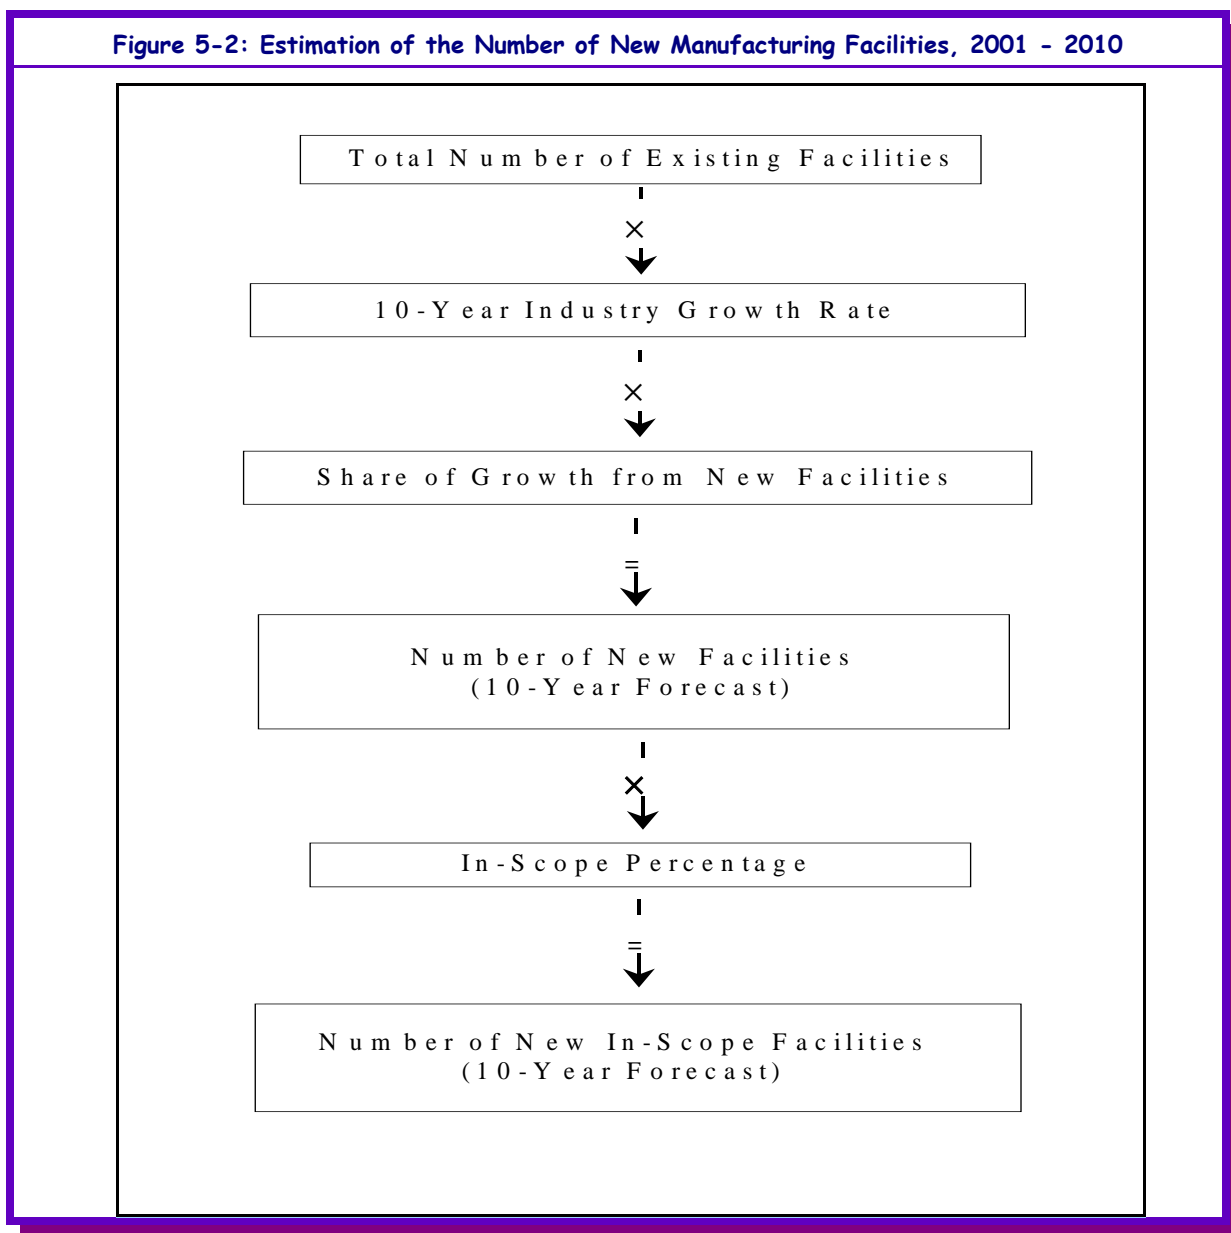 Figure 5-2: Estimation of the Number of New Manufacturing Facilities, 2001 - 2010
Total Number of Existing Facilities
×
10-Year Industry Growth Rate
×
Share of Growth from New Facilities
=
Number of New Facilities
(10-Year Forecast)
×
In-Scope Percentage
=
Number of New In-Scope Facilities
(10-Year Forecast)